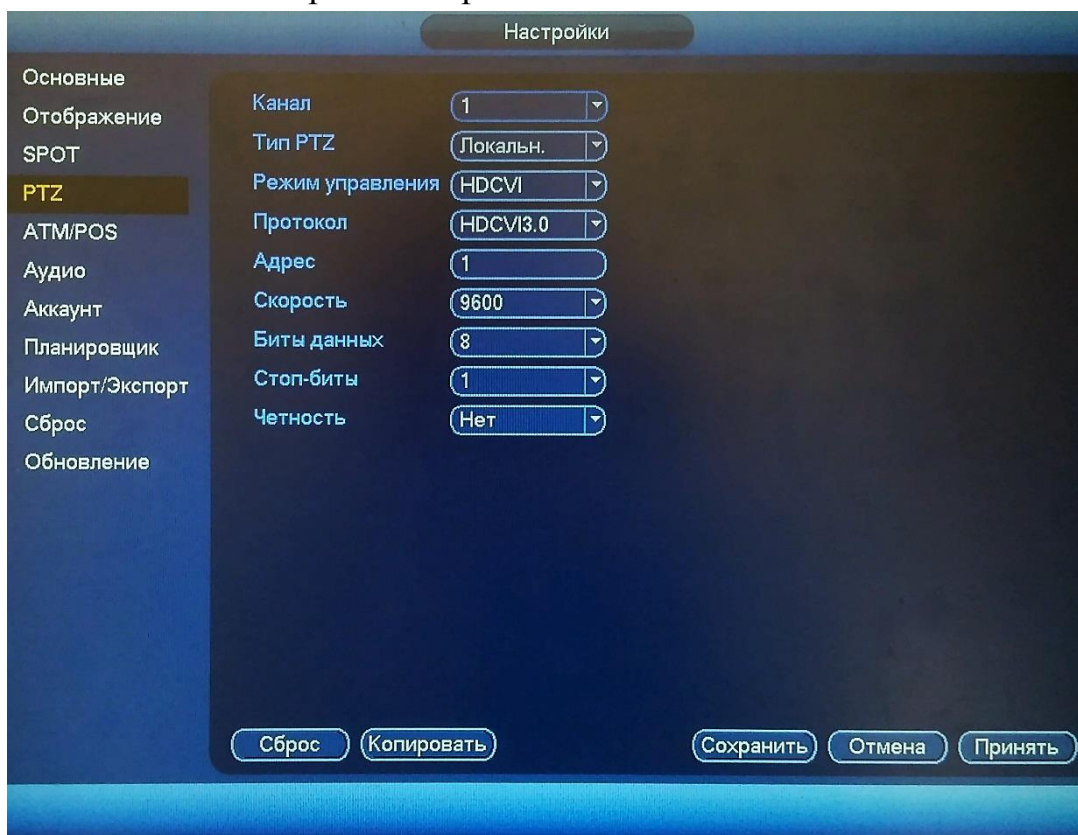 Настройки
Основные
Отображение
SPOT
PTZ
ATM/POS
Аудио
Аккаунт
Планировщик
Импорт/Экспорт
Сброс
Обновление
Канал 1
Тип PTZ Локальн.
Режим управления HDCVI
Протокол HDCVI3.0
Адрес 1
Скорость 9600
Биты данных 8
Стоп-биты 1
Четность Нет
Сброс Копировать Сохранить Отмена Принять